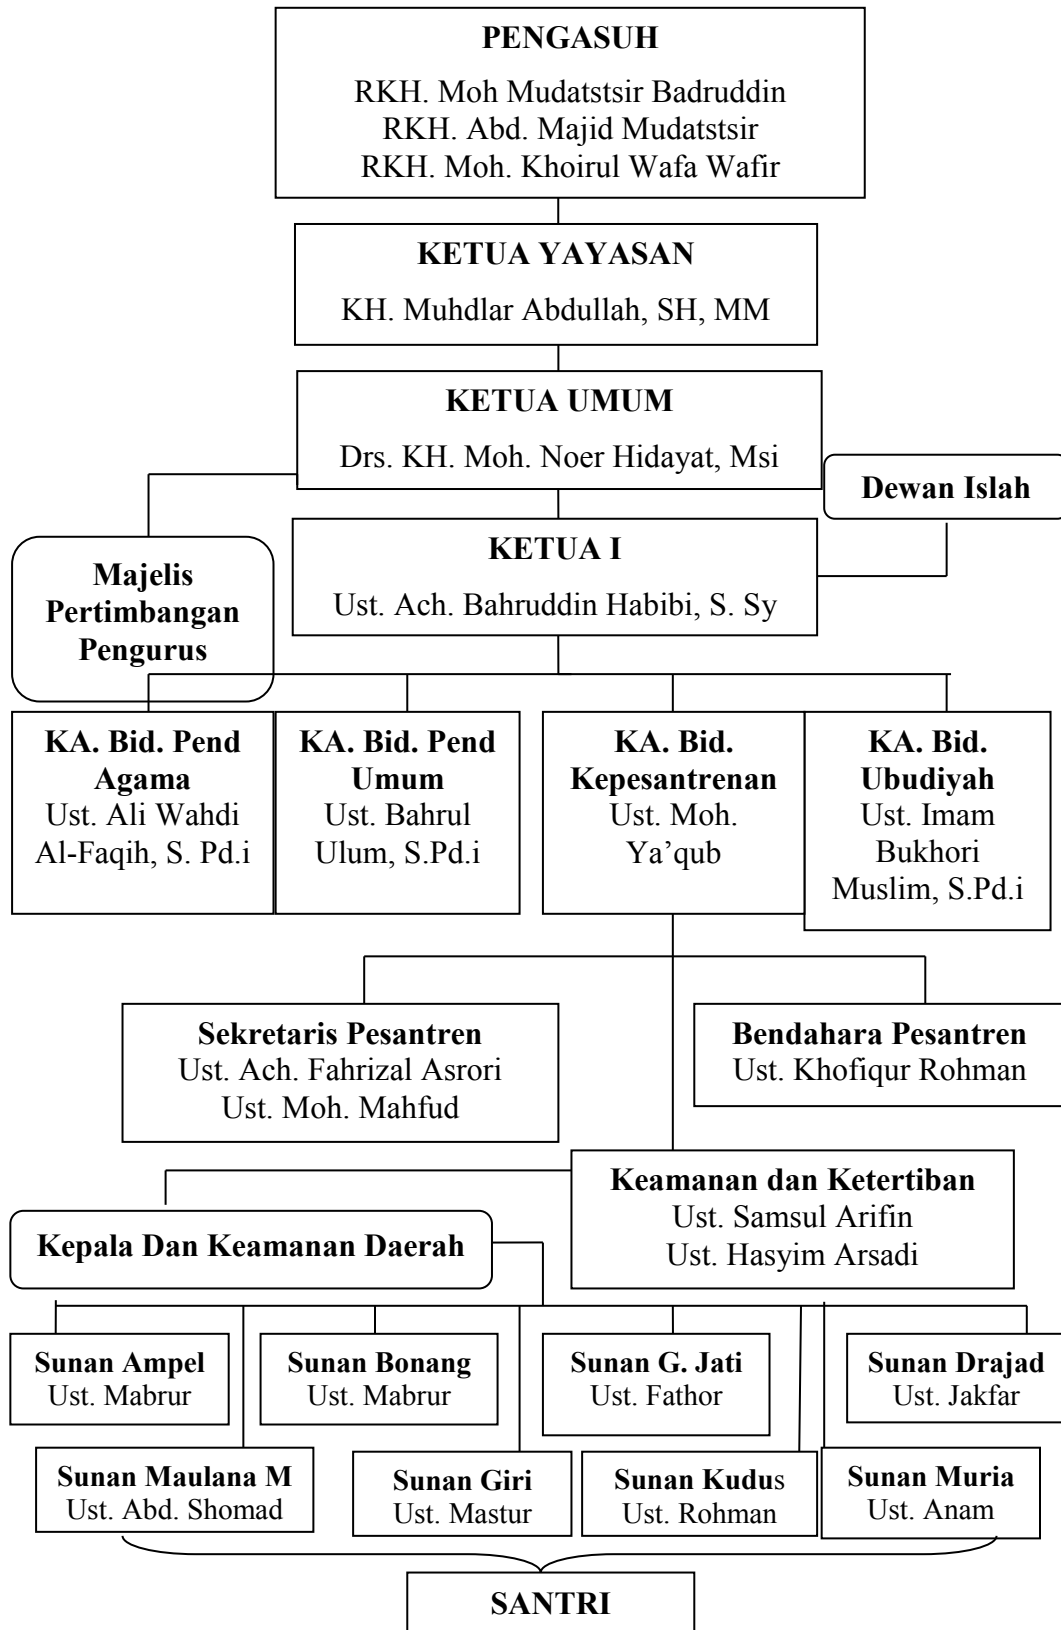 PENGASUH
RKH. Moh Mudatstsir Badruddin
RKH. Abd. Majid Mudatstsir
RKH. Moh. Khoirul Wafa Wafir
KETUA YAYASAN
KH. Muhdlar Abdullah, SH, MM
KETUA UMUM
Drs. KH. Moh. Noer Hidayat, Msi
Dewan Islah
KETUA I
Ust. Ach. Bahruddin Habibi, S. Sy
Majelis
Pertimbangan
Pengurus
KA. Bid. Pend
Agama
Ust. Ali Wahdi
Al-Faqih, S. Pd.i
KA. Bid. Pend
Umum
Ust. Bahrul
Ulum, S.Pd.i
KA. Bid.
Kepesantrenan
Ust. Moh.
Ya’qub
KA. Bid.
Ubudiyah
Ust. Imam
Bukhori
Muslim, S.Pd.i
Sekretaris Pesantren
Ust. Ach. Fahrizal Asrori
Ust. Moh. Mahfud
Bendahara Pesantren
Ust. Khofiqur Rohman
Keamanan dan Ketertiban
Ust. Samsul Arifin
Ust. Hasyim Arsadi
Kepala Dan Keamanan Daerah
Sunan Ampel
Ust. Mabrur
Sunan Bonang
Ust. Mabrur
Sunan G. Jati
Ust. Fathor
Sunan Drajad
Ust. Jakfar
Sunan Maulana M
Ust. Abd. Shomad
Sunan Giri
Ust. Mastur
Sunan Kudus
Ust. Rohman
Sunan Muria
Ust. Anam
SANTRI